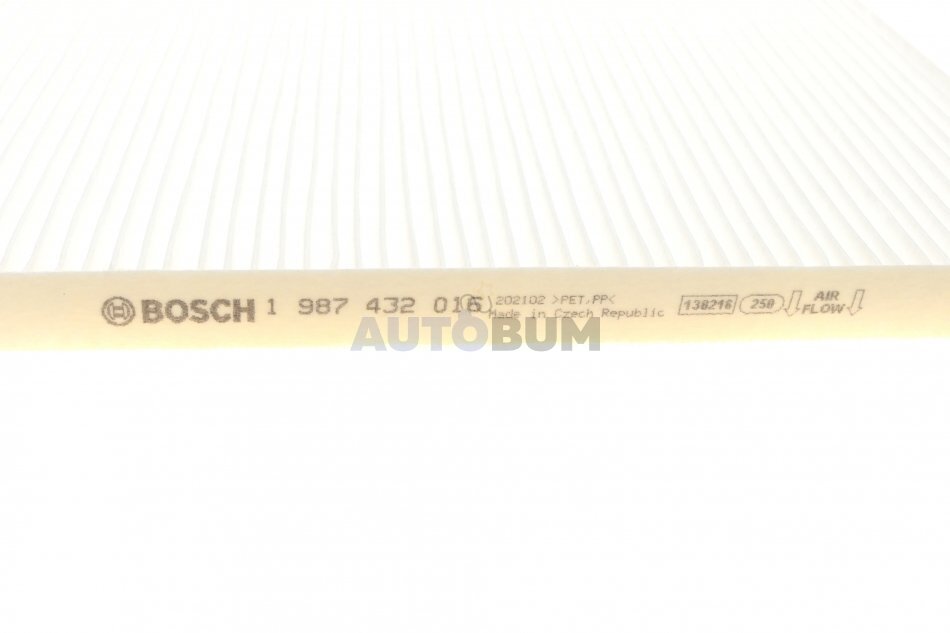 BOSCH 1 987 432 016 202102 >PET,PP<
Made in Czech Republic
138216 250 AIR FLOW
AUTOBUM